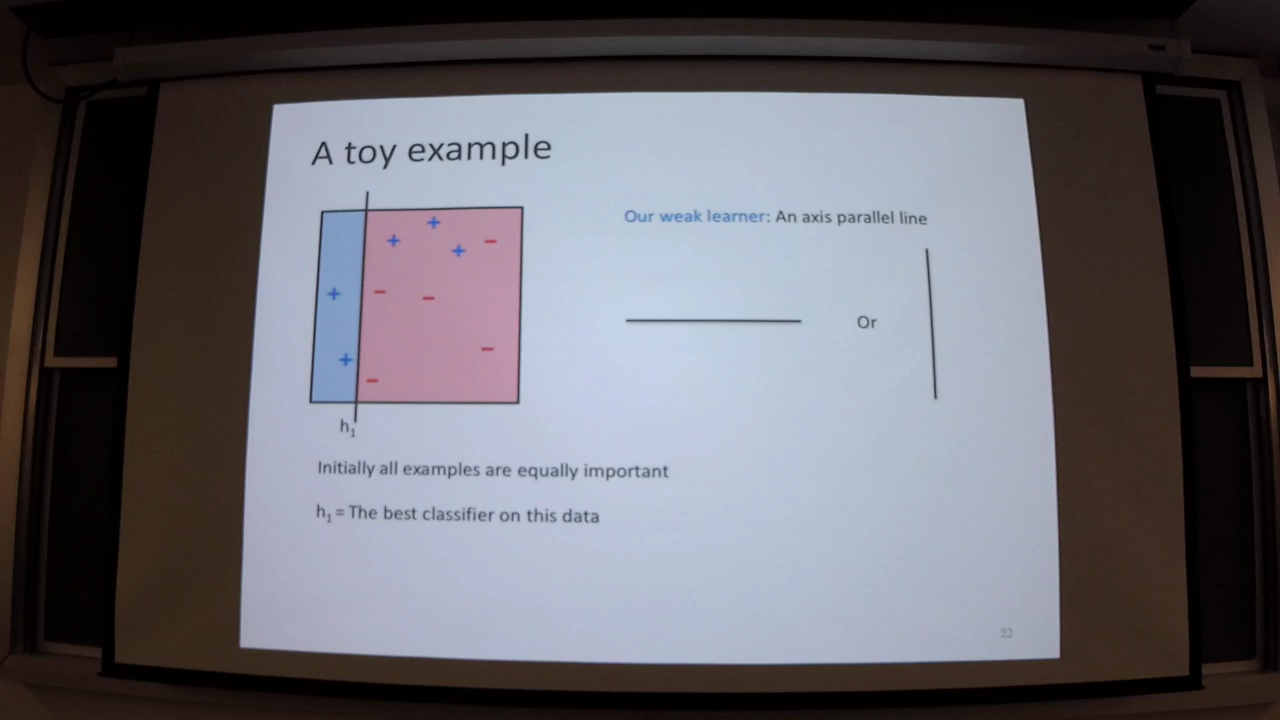 A toy example
Our weak learner: An axis parallel line
+
+
+
−
+
−
−
Or
−
+
−
h₁
Initially all examples are equally important
h₁ = The best classifier on this data
22